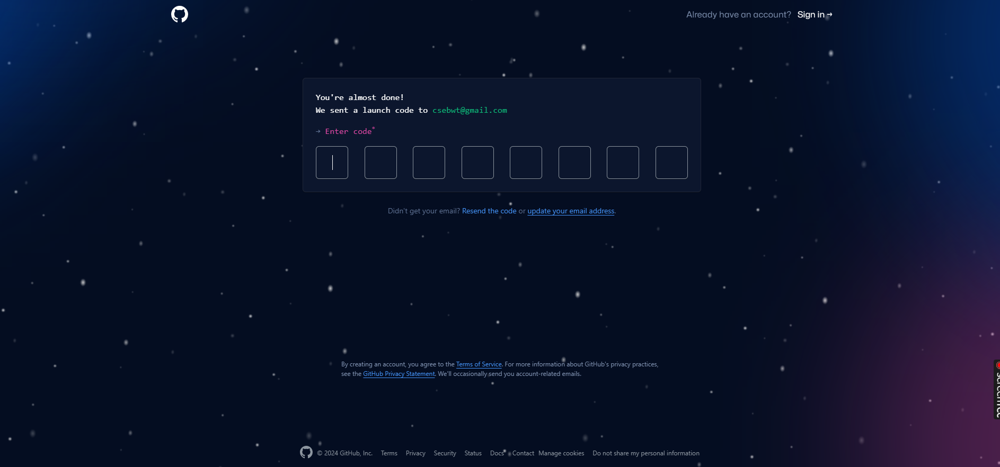 Already have an account? Sign in →
You're almost done!
We sent a launch code to csebwt@gmail.com
→ Enter code*
Didn't get your email? Resend the code or update your email address.
By creating an account, you agree to the Terms of Service. For more information about GitHub's privacy practices,
see the GitHub Privacy Statement. We'll occasionally send you account-related emails.
screenrec
© 2024 GitHub, Inc. Terms Privacy Security Status Docs Contact Manage cookies Do not share my personal information